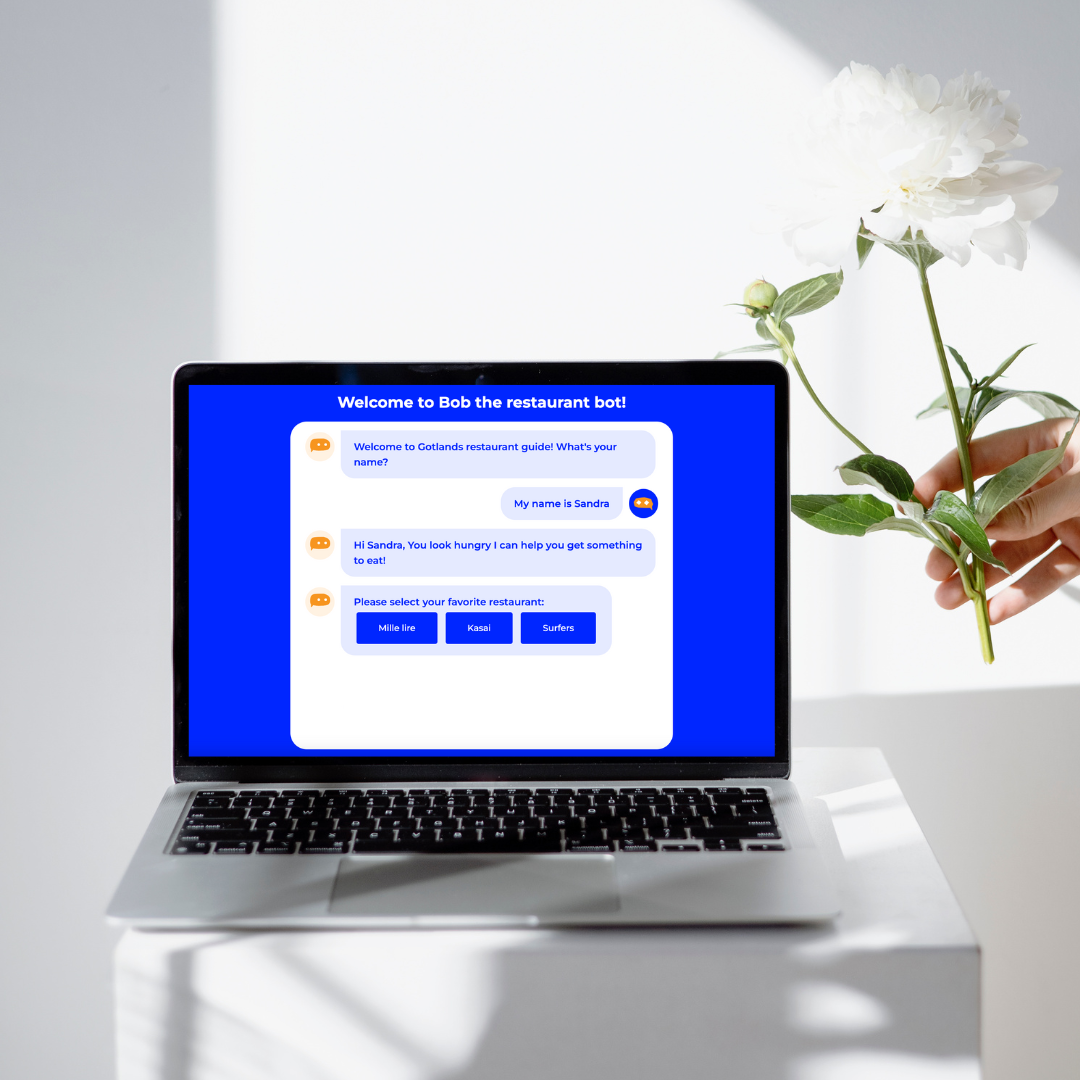 Welcome to Bob the restaurant bot!
Welcome to Gotlands restaurant guide! What's your
name?
My name is Sandra
Hi Sandra, You look hungry I can help you get something
to eat!
Please select your favorite restaurant:
Mille lire
Kasai
Surfers
delete
return